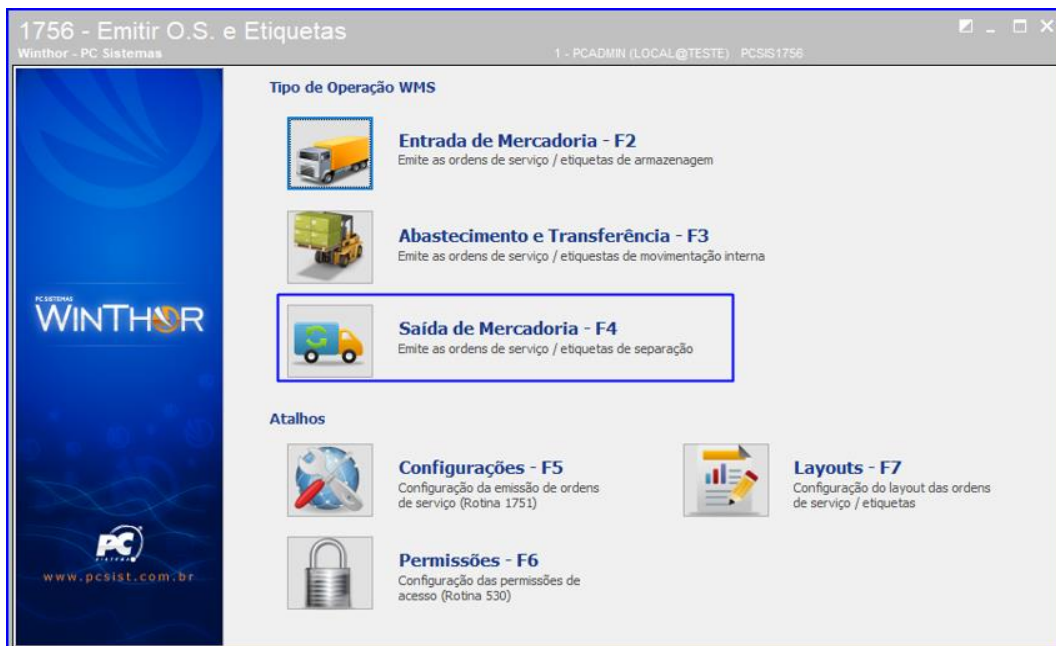 1756 - Emitir O.S. e Etiquetas
Winthor - PC Sistemas
1 - PCADMIN (LOCAL@TESTE) PCSIS1756
Tipo de Operação WMS
Entrada de Mercadoria - F2
Emite as ordens de serviço / etiquetas de armazenagem
Abastecimento e Transferência - F3
Emite as ordens de serviço / etiquestas de movimentação interna
PC SISTEMAS
WINTHOR
Saída de Mercadoria - F4
Emite as ordens de serviço / etiquetas de separação
Atalhos
Configurações - F5
Configuração da emissão de ordens
de serviço (Rotina 1751)
Layouts - F7
Configuração do layout das ordens
de serviço / etiquetas
PC
www.pcsist.com.br
Permissões - F6
Configuração das permissões de
acesso (Rotina 530)